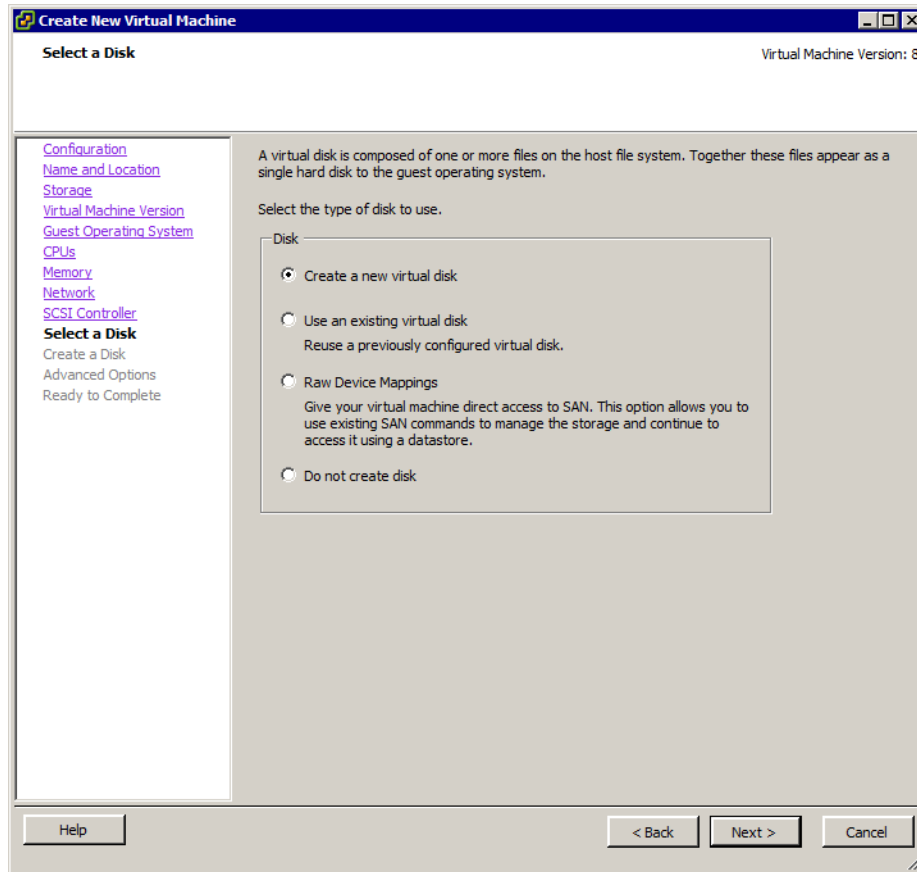 Create New Virtual Machine
Select a Disk
Virtual Machine Version: 8
Configuration
Name and Location
Storage
Virtual Machine Version
Guest Operating System
CPUs
Memory
Network
SCSI Controller
Select a Disk
Create a Disk
Advanced Options
Ready to Complete
A virtual disk is composed of one or more files on the host file system. Together these files appear as a
single hard disk to the guest operating system.
Select the type of disk to use.
Disk
Create a new virtual disk
Use an existing virtual disk
Reuse a previously configured virtual disk.
Raw Device Mappings
Give your virtual machine direct access to SAN. This option allows you to
use existing SAN commands to manage the storage and continue to
access it using a datastore.
Do not create disk
Help
< Back
Next >
Cancel